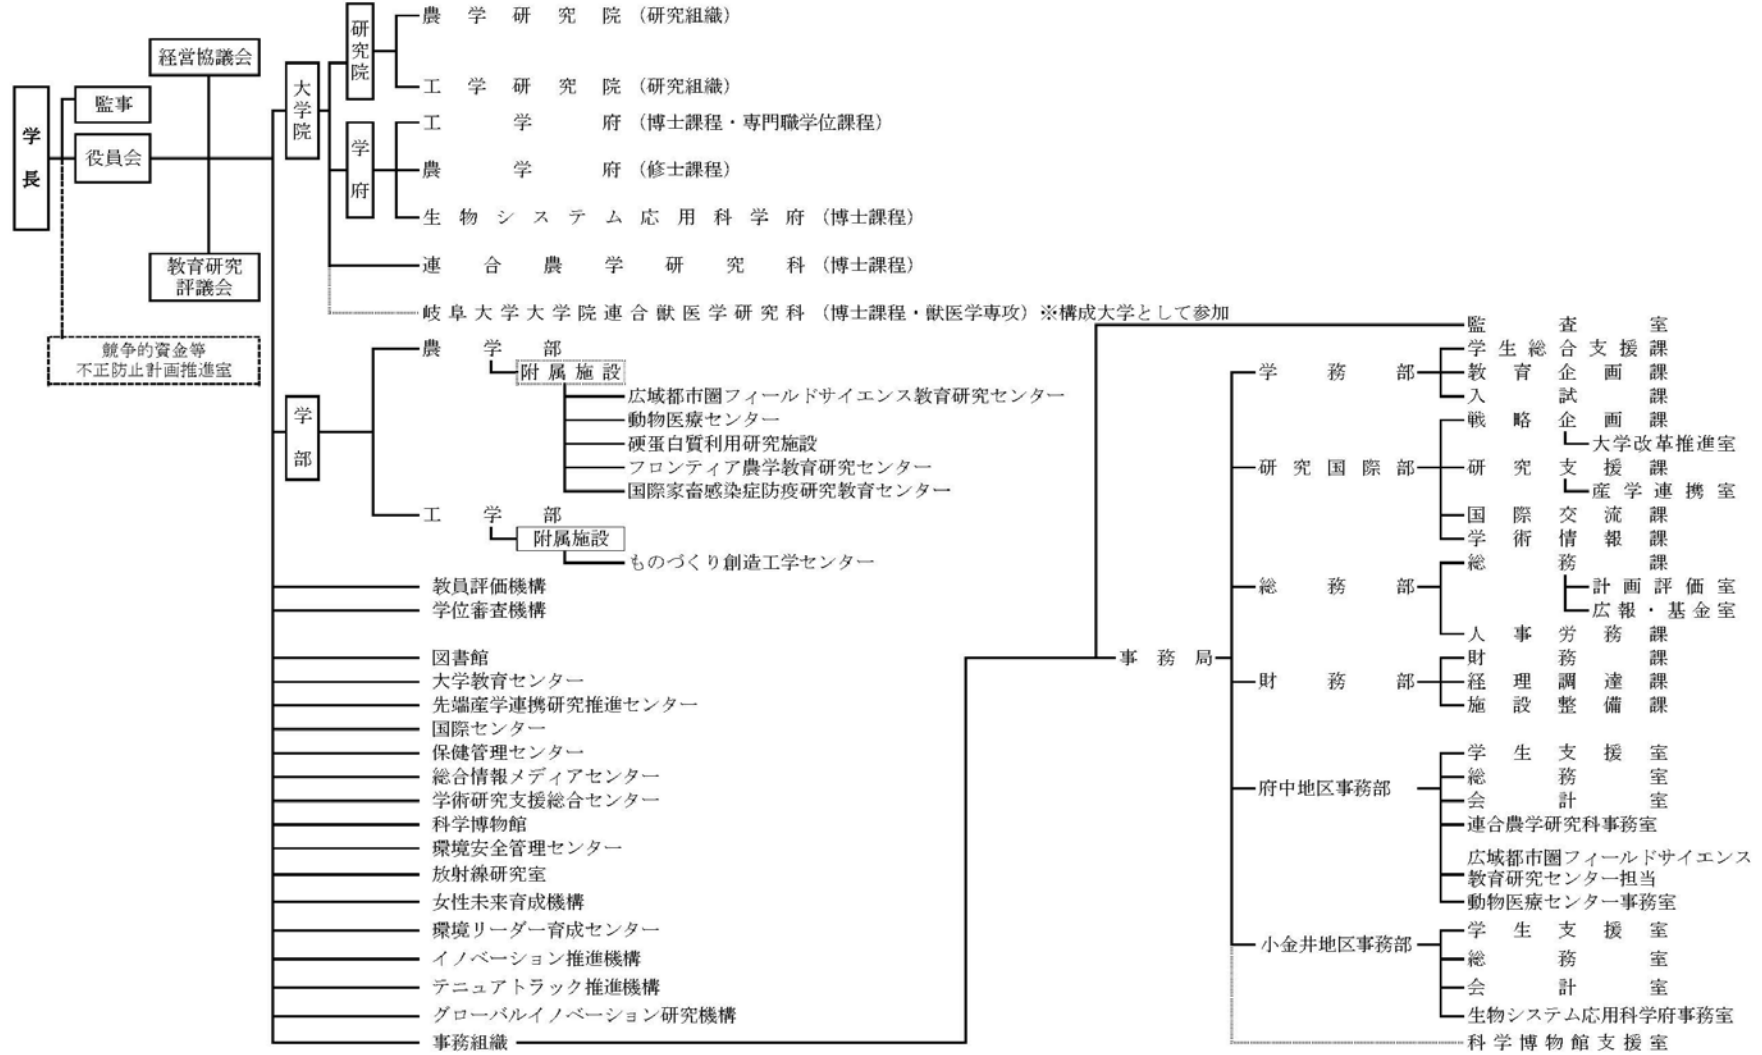 学長
監事
役員会
経営協議会
教育研究
評議会
競争的資金等
不正防止計画推進室
大学院
研究院
農学研究院（研究組織）
工学研究院（研究組織）
学府
工学府（博士課程・専門職学位課程）
農学府（修士課程）
生物システム応用科学府（博士課程）
連合農学研究科（博士課程）
岐阜大学大学院連合獣医学研究科（博士課程・獣医学専攻）※構成大学として参加
学部
農学部
附属施設
広域都市圏フィールドサイエンス教育研究センター
動物医療センター
硬蛋白質利用研究施設
フロンティア農学教育研究センター
国際家畜感染症防疫研究教育センター
工学部
附属施設
ものづくり創造工学センター
教員評価機構
学位審査機構
図書館
大学教育センター
先端産学連携研究推進センター
国際センター
保健管理センター
総合情報メディアセンター
学術研究支援総合センター
科学博物館
環境安全管理センター
放射線研究室
女性未来育成機構
環境リーダー育成センター
イノベーション推進機構
テニュアトラック推進機構
グローバルイノベーション研究機構
事務組織
監査室
事務局
学務部
学生総合支援課
教育企画課
入試課
研究国際部
戦略企画課
大学改革推進室
研究支援課
産学連携室
国際交流課
学術情報課
総務部
総務課
計画評価室
広報・基金室
人事労務課
財務部
財務課
経理調達課
施設整備課
府中地区事務部
学生支援室
総務室
会計室
連合農学研究科事務室
広域都市圏フィールドサイエンス
教育研究センター担当
動物医療センター事務室
小金井地区事務部
学生支援室
総務室
会計室
生物システム応用科学府事務室
科学博物館支援室